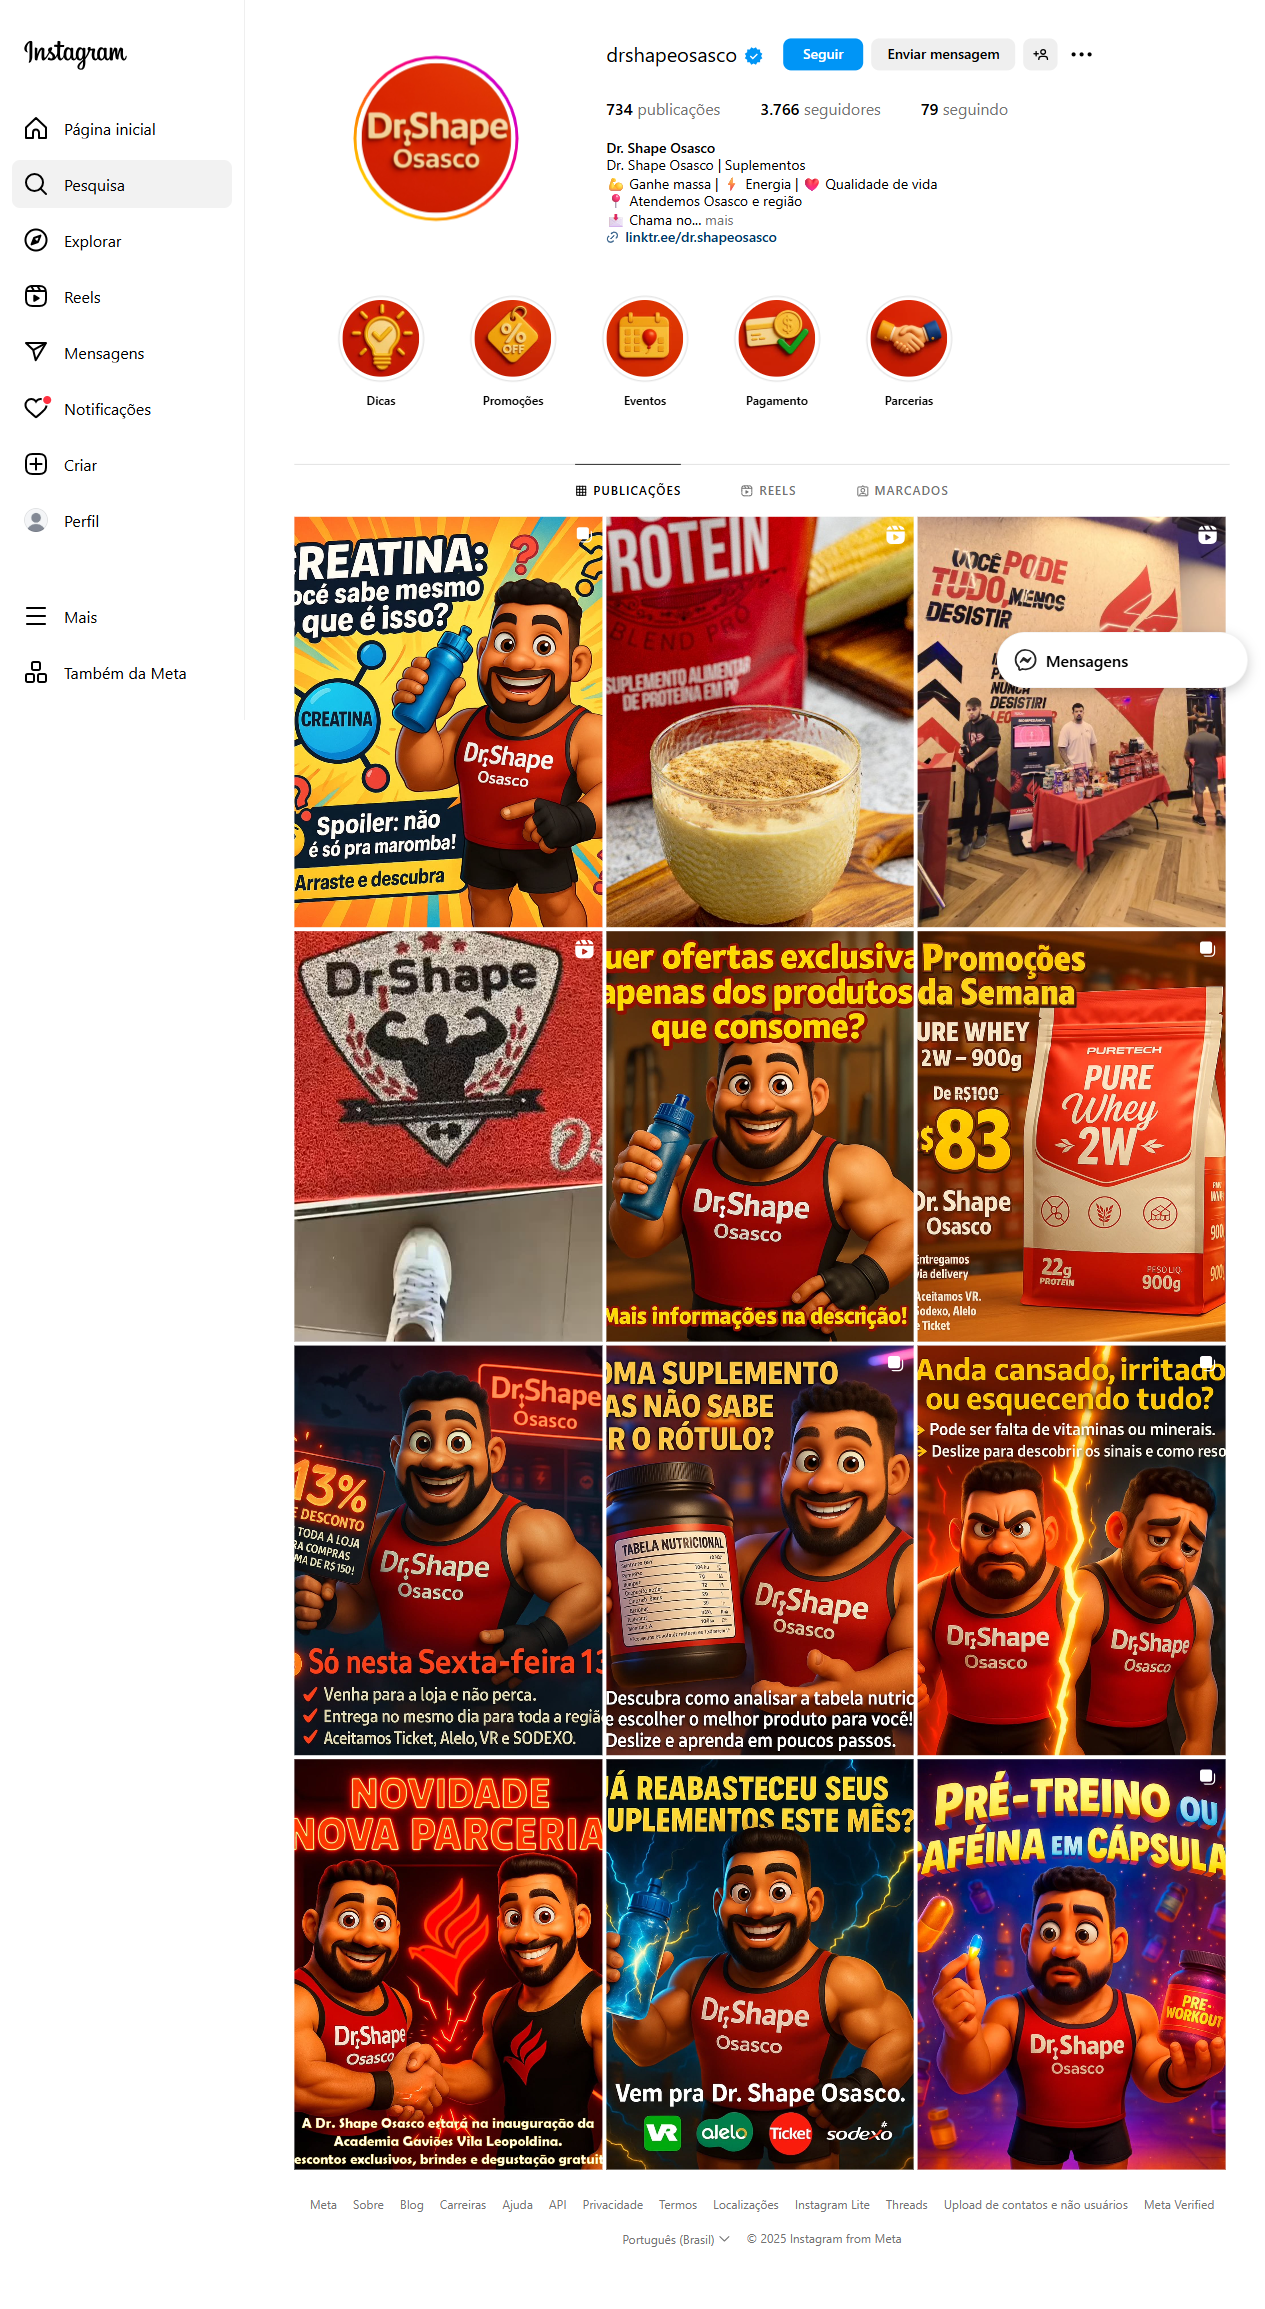 Instagram
Página inicial
Pesquisa
Explorar
Reels
Mensagens
Notificações
Criar
Perfil
Mais
Também da Meta
Dr. Shape
Osasco
drshapeosasco
Seguir
Enviar mensagem
734 publicações
3.766 seguidores
79 seguindo
Dr. Shape Osasco
Dr. Shape Osasco | Suplementos
💪 Ganhe massa | ⚡ Energia | ❤️ Qualidade de vida
📍 Atendemos Osasco e região
📩 Chama no... mais
linktr.ee/dr.shapeosasco
% OFF
Dicas
Promoções
Eventos
Pagamento
Parcerias
PUBLICAÇÕES
REELS
MARCADOS
CREATINA:
ocê sabe mesmo
que é isso?
CREATINA
Dr. Shape
Osasco
Spoiler: não
é só pra maromba!
Arraste e descubra
ROTEIN
BLEND P
SUPLEMENTO ALIMENTAR
DE PROTEÍNA EM PÓ
VOCÊ PODE
TUDO, MENOS
DESISTIR
NUNCA
DESISTIRI
Mensagens
Dr. Shape
uer ofertas exclusiva
apenas dos produtos
que consome?
Dr. Shape
Osasco
Mais informações na descrição!
Promoções
da Semana
URE WHEY
2W – 900g
De R$100
$83
Dr. Shape
Osasco
Entregamos
via delivery
Aceitamos VR.
Sodexo, Alelo
e Ticket
PURETECH
PURE
Whey
2W
22g
PROTEIN
PESO LIQ.
900g
Dr. Shape
Osasco
13%
E DESCONTO
TODA A LOJA
RA COMPRAS
MA DE R$ 150!
Dr. Shape
Osasco
Só nesta Sexta-feira 13
Venha para a loja e não perca.
Entrega no mesmo dia para toda a região
Aceitamos Ticket, Alelo, VR e SODEXO.
OMA SUPLEMENTO
AS NÃO SABE
R O RÓTULO?
TABELA NUTRICIONAL
Dr. Shape
Osasco
Descubra como analisar a tabela nutric
e escolher o melhor produto para você!
Deslize e aprenda em poucos passos.
Anda cansado, irritado
ou esquecendo tudo?
Pode ser falta de vitaminas ou minerais.
Deslize para descobrir os sinais e como reso
Dr. Shape
Osasco
Dr. Shape
Osasco
NOVIDADE
NOVA PARCERIA
Dr. Shape
Osasco
A Dr. Shape Osasco estará na inauguração da
Academia Gaviões Vila Leopoldina.
escontos exclusivos, brindes e degustação gratuit
JÁ REABASTECEU SEUS
UPLEMENTOS ESTE MÊS?
Dr. Shape
Osasco
Vem pra Dr. Shape Osasco.
VR
alelo
Ticket
sodexo
PRÉ-TREINO OU
CAFEÍNA EM CÁPSULA
PRE-
WORKOUT
Dr. Shape
Osasco
Meta
Sobre
Blog
Carreiras
Ajuda
API
Privacidade
Termos
Localizações
Instagram Lite
Threads
Upload de contatos e não usuários
Meta Verified
Português (Brasil)
© 2025 Instagram from Meta